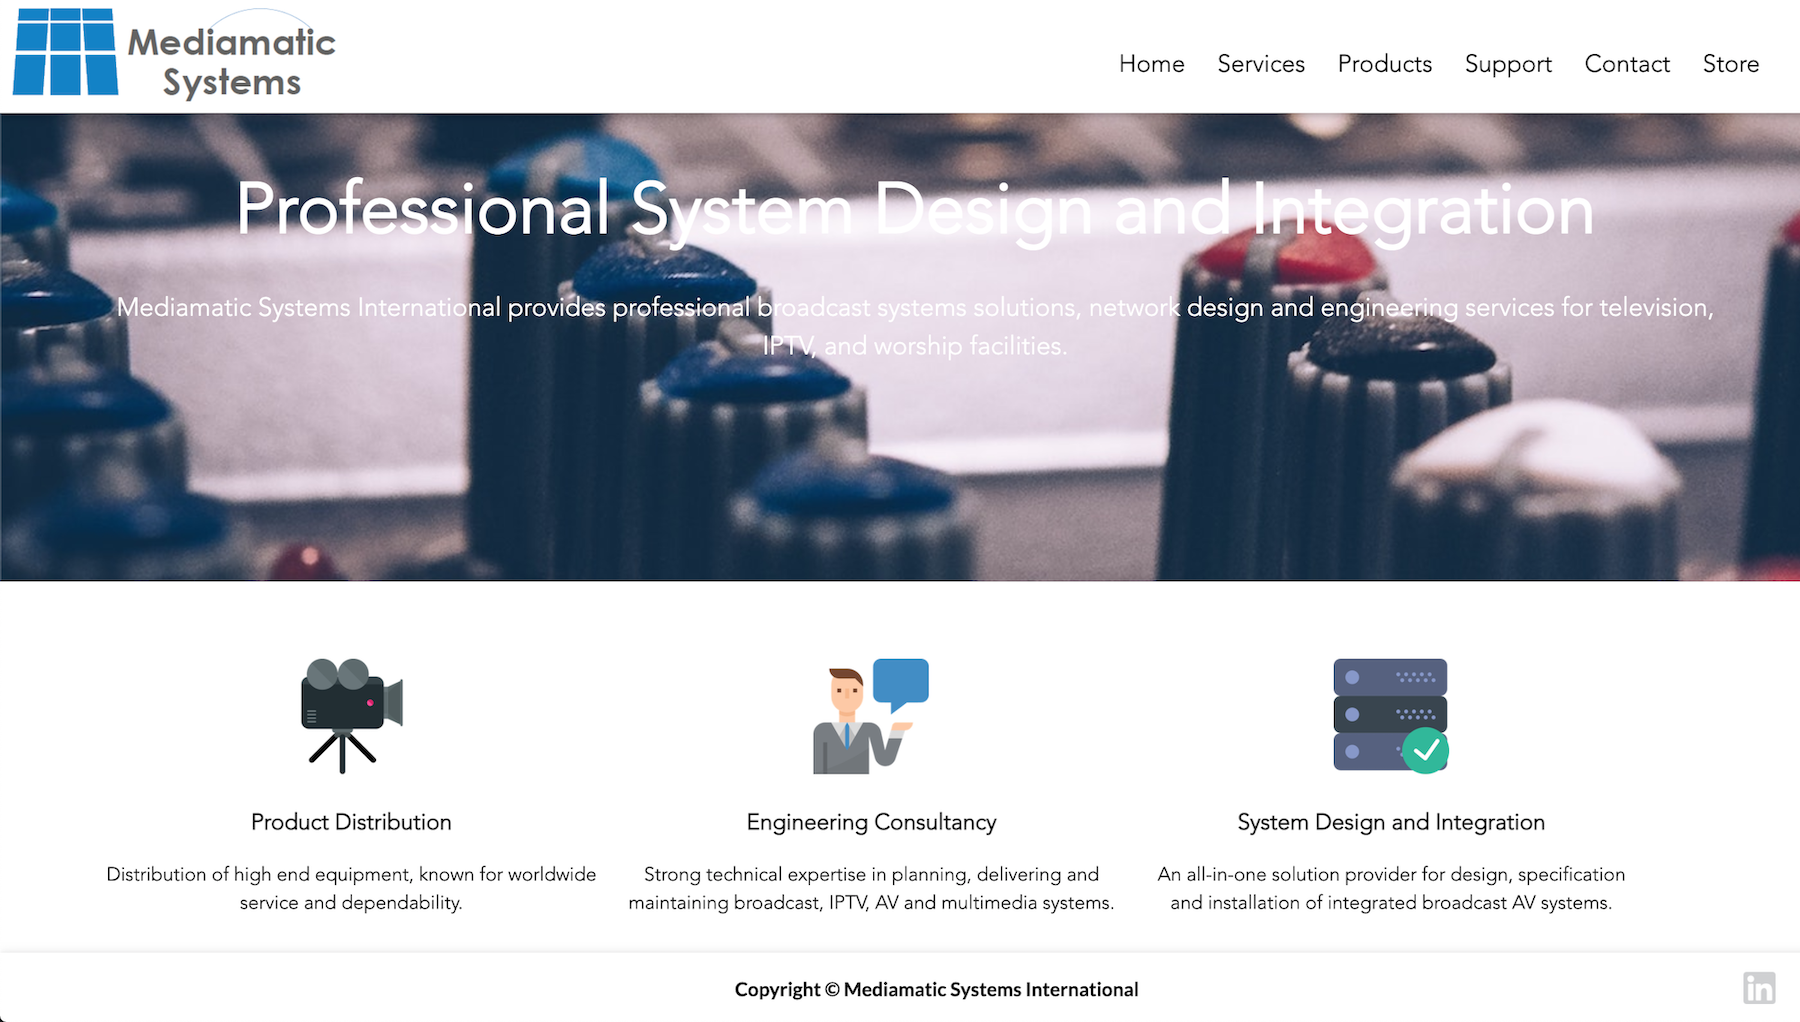 Mediamatic
Systems
Home Services Products Support Contact Store
Professional System Design and Integration
Mediamatic Systems International provides professional broadcast systems solutions, network design and engineering services for television,
IPTV, and worship facilities.
Product Distribution
Distribution of high end equipment, known for worldwide
service and dependability.
Engineering Consultancy
Strong technical expertise in planning, delivering and
maintaining broadcast, IPTV, AV and multimedia systems.
System Design and Integration
An all-in-one solution provider for design, specification
and installation of integrated broadcast AV systems.
Copyright © Mediamatic Systems International
in